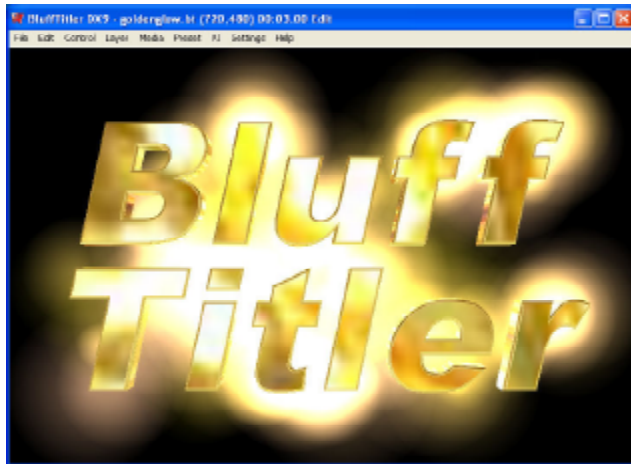 BluffTitler DX9 - goldenglow.bt (720,480) 00:03.00 Edit
File Edit Control Layer Media Preset Settings Help
Bluff
Titler